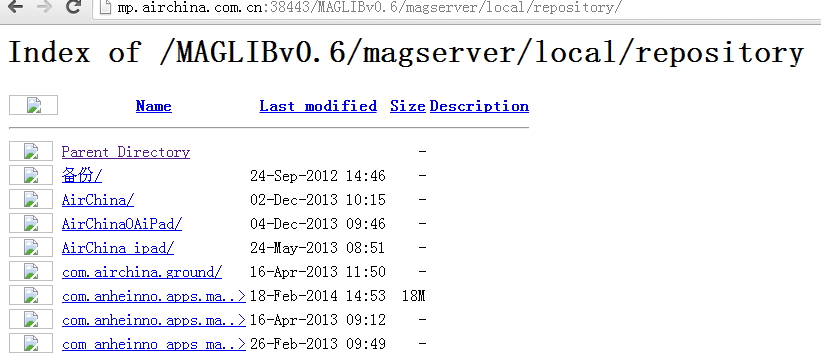 mp.airchina.com.cn:38443/MAGLIBv0.6/magserver/local/repository/
Index of /MAGLIBv0.6/magserver/local/repository
Name Last modified Size Description
Parent Directory -
备份/ 24-Sep-2012 14:46 -
AirChina/ 02-Dec-2013 10:15 -
AirChinaOAiPad/ 04-Dec-2013 09:46 -
AirChina ipad/ 24-May-2013 08:51 -
com.airchina.ground/ 16-Apr-2013 11:50 -
com.anheinno.apps.ma..> 18-Feb-2014 14:53 18M
com.anheinno.apps.ma..> 16-Apr-2013 09:12 -
com anheinno apps ma..> 26-Feb-2013 09:49 -